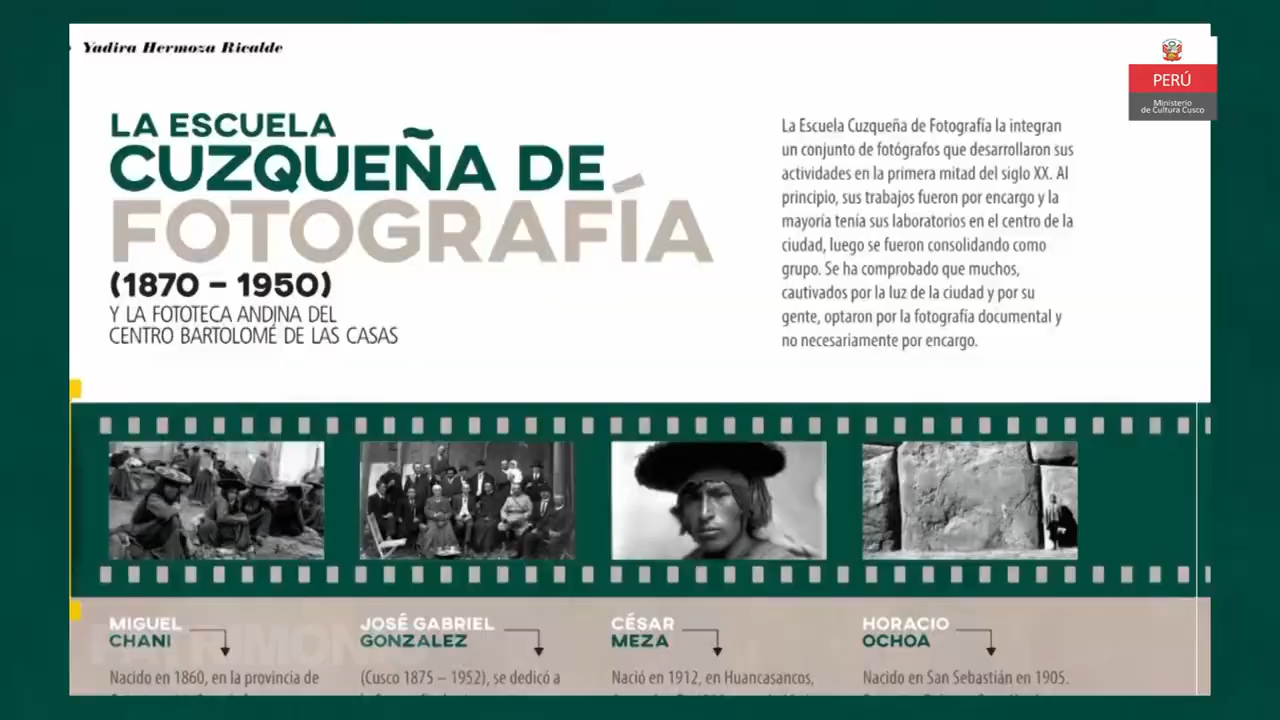 Yadira Hermoza Ricalde
PERÚ
Ministerio
de Cultura Cusco
LA ESCUELA
CUZQUEÑA DE
FOTOGRAFÍA
(1870 – 1950)
Y LA FOTOTECA ANDINA DEL
CENTRO BARTOLOMÉ DE LAS CASAS
La Escuela Cuzqueña de Fotografía la integran
un conjunto de fotógrafos que desarrollaron sus
actividades en la primera mitad del siglo XX. Al
principio, sus trabajos fueron por encargo y la
mayoría tenía sus laboratorios en el centro de la
ciudad, luego se fueron consolidando como
grupo. Se ha comprobado que muchos,
cautivados por la luz de la ciudad y por su
gente, optaron por la fotografía documental y
no necesariamente por encargo.
MIGUEL
CHANI
Nacido en 1860, en la provincia de
JOSÉ GABRIEL
GONZALEZ
(Cusco 1875 – 1952), se dedicó a
CÉSAR
MEZA
Nació en 1912, en Huancasancos,
HORACIO
OCHOA
Nacido en San Sebastián en 1905.